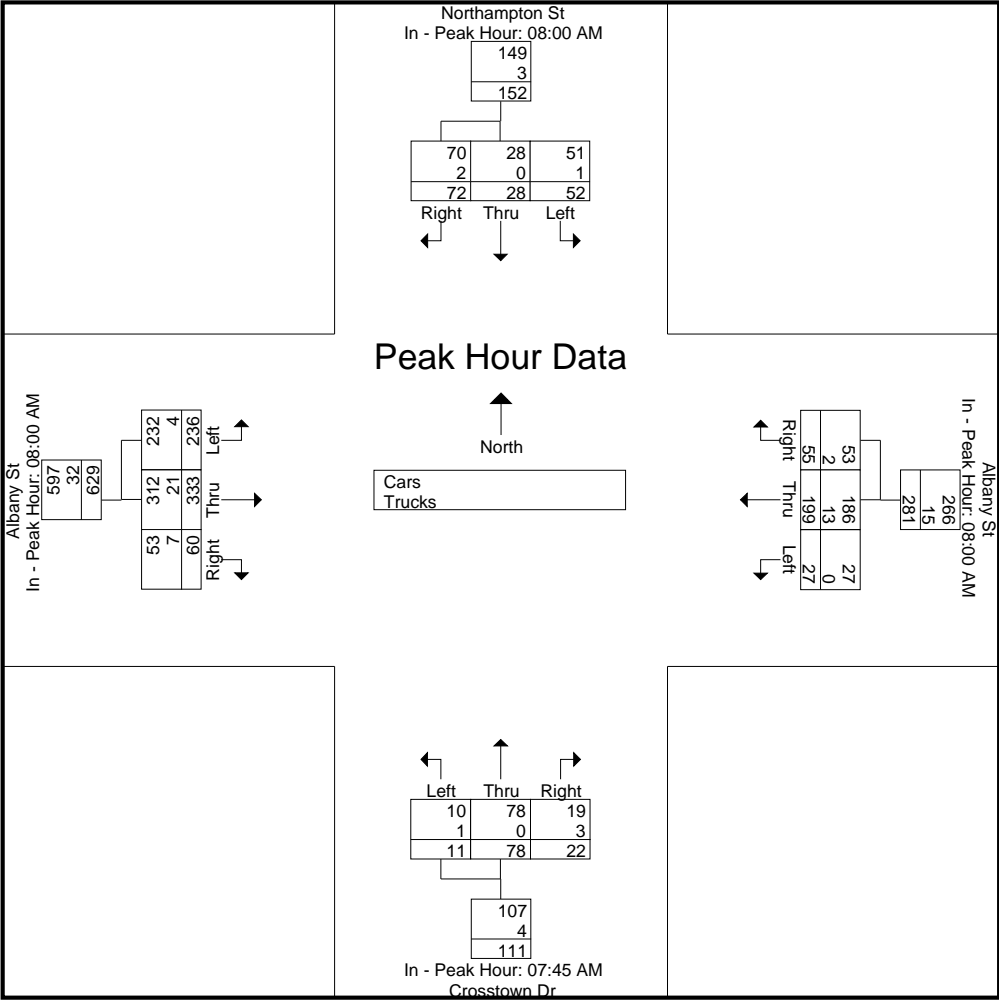 Northampton St
In - Peak Hour: 08:00 AM
149
3
152
70 28 51
2 0 1
72 28 52
Right Thru Left
Peak Hour Data
North
Cars
Trucks
Albany St
In - Peak Hour: 08:00 AM
597
32
629
232 312 53
4 21 7
236 333 60
Left Thru Right
Albany St
In - Peak Hour: 08:00 AM
266
15
281
53 186 27
2 13 0
55 199 27
Right Thru Left
Left Thru Right
10 78 19
1 0 3
11 78 22
107
4
111
In - Peak Hour: 07:45 AM
Crosstown Dr